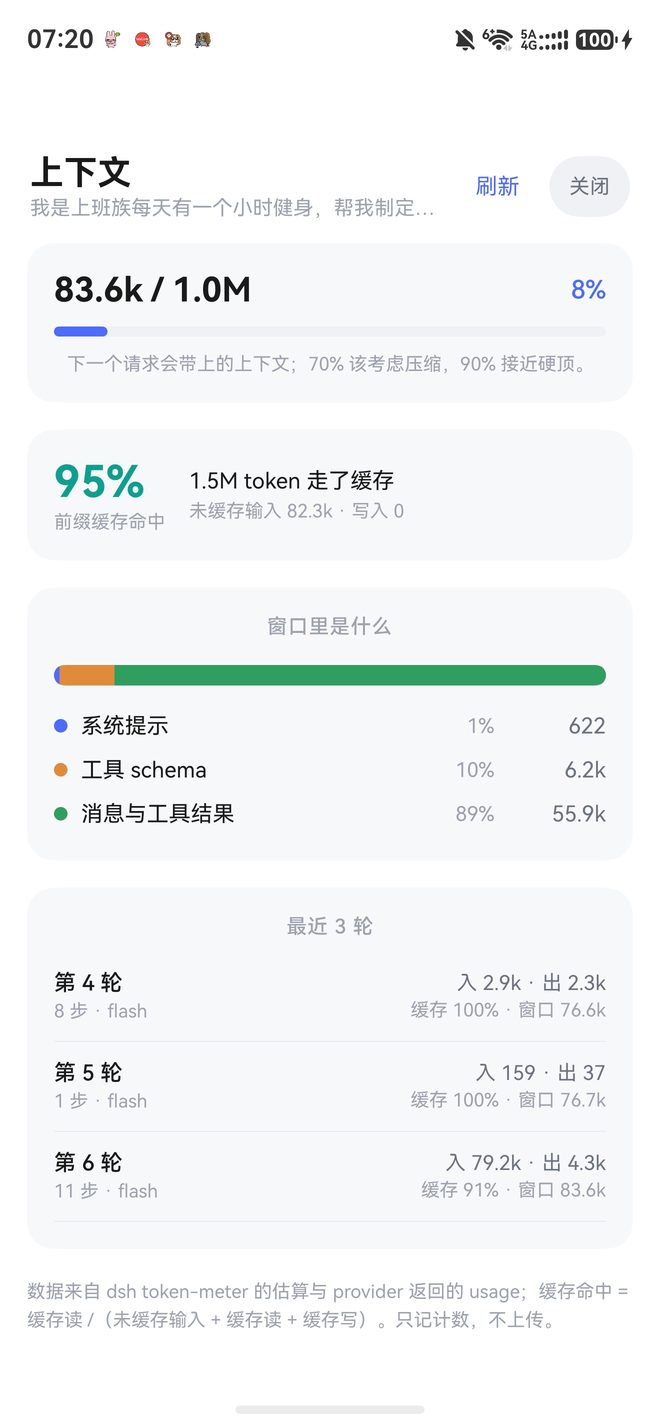 07:20
6 5A 4G 100
上下文
我是上班族每天有一个小时健身，帮我制定...
刷新
关闭
83.6k / 1.0M
8%
下一个请求会带上的上下文；70% 该考虑压缩，90% 接近硬顶。
95%
前缀缓存命中
1.5M token 走了缓存
未缓存输入 82.3k · 写入 0
窗口里是什么
系统提示 1% 622
工具 schema 10% 6.2k
消息与工具结果 89% 55.9k
最近 3 轮
第 4 轮 入 2.9k · 出 2.3k
8 步 · flash 缓存 100% · 窗口 76.6k
第 5 轮 入 159 · 出 37
1 步 · flash 缓存 100% · 窗口 76.7k
第 6 轮 入 79.2k · 出 4.3k
11 步 · flash 缓存 91% · 窗口 83.6k
数据来自 dsh token-meter 的估算与 provider 返回的 usage；缓存命中 =
缓存读 /（未缓存输入 + 缓存读 + 缓存写）。只记计数，不上传。